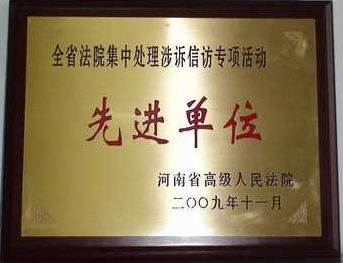 全省法院集中处理涉诉信访专项活动
先进单位
河南省高级人民法院
二〇〇九年十一月